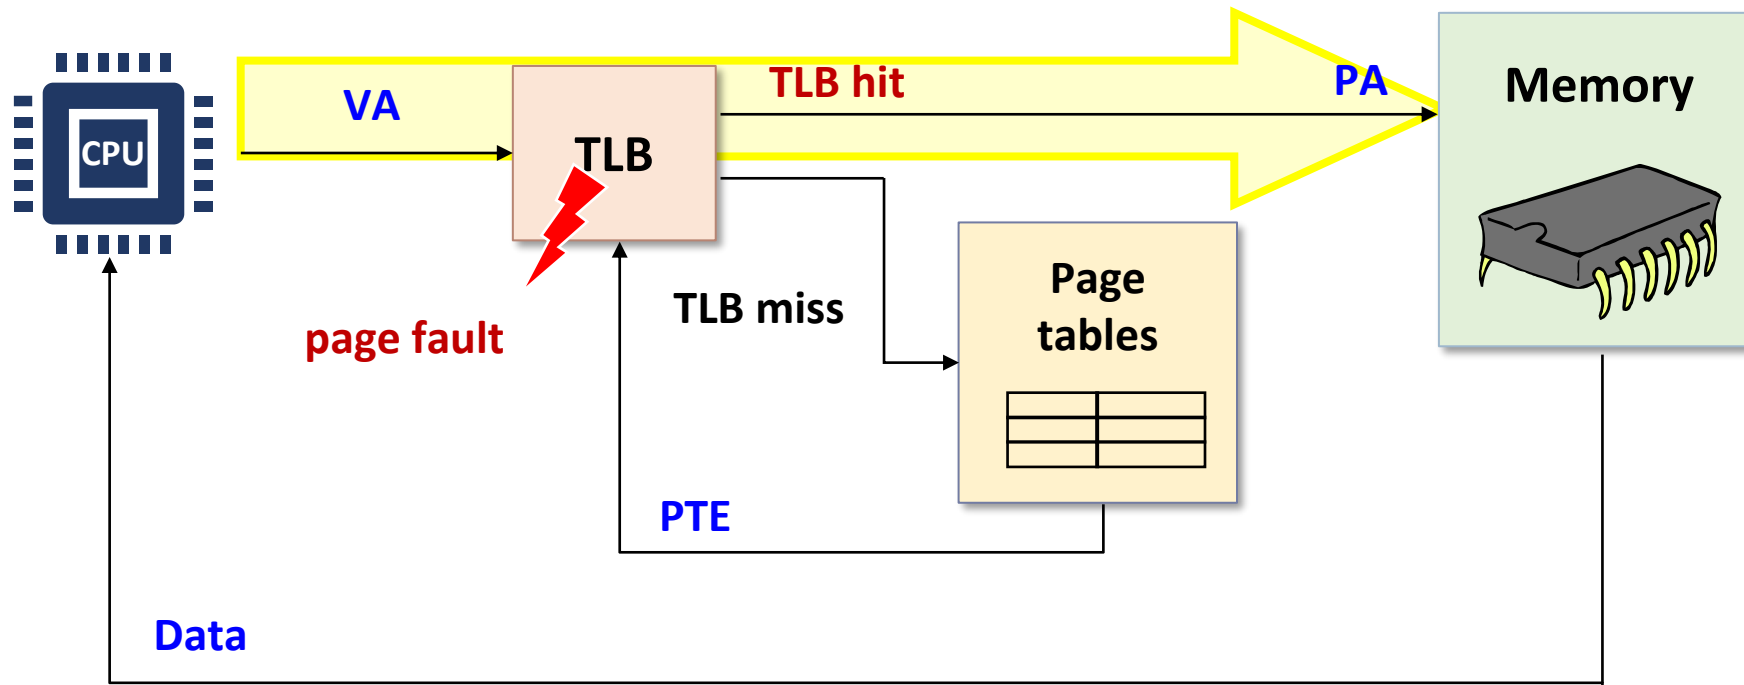 VA
TLB hit
PA
Memory
CPU
TLB
Page
tables
TLB miss
page fault
PTE
Data